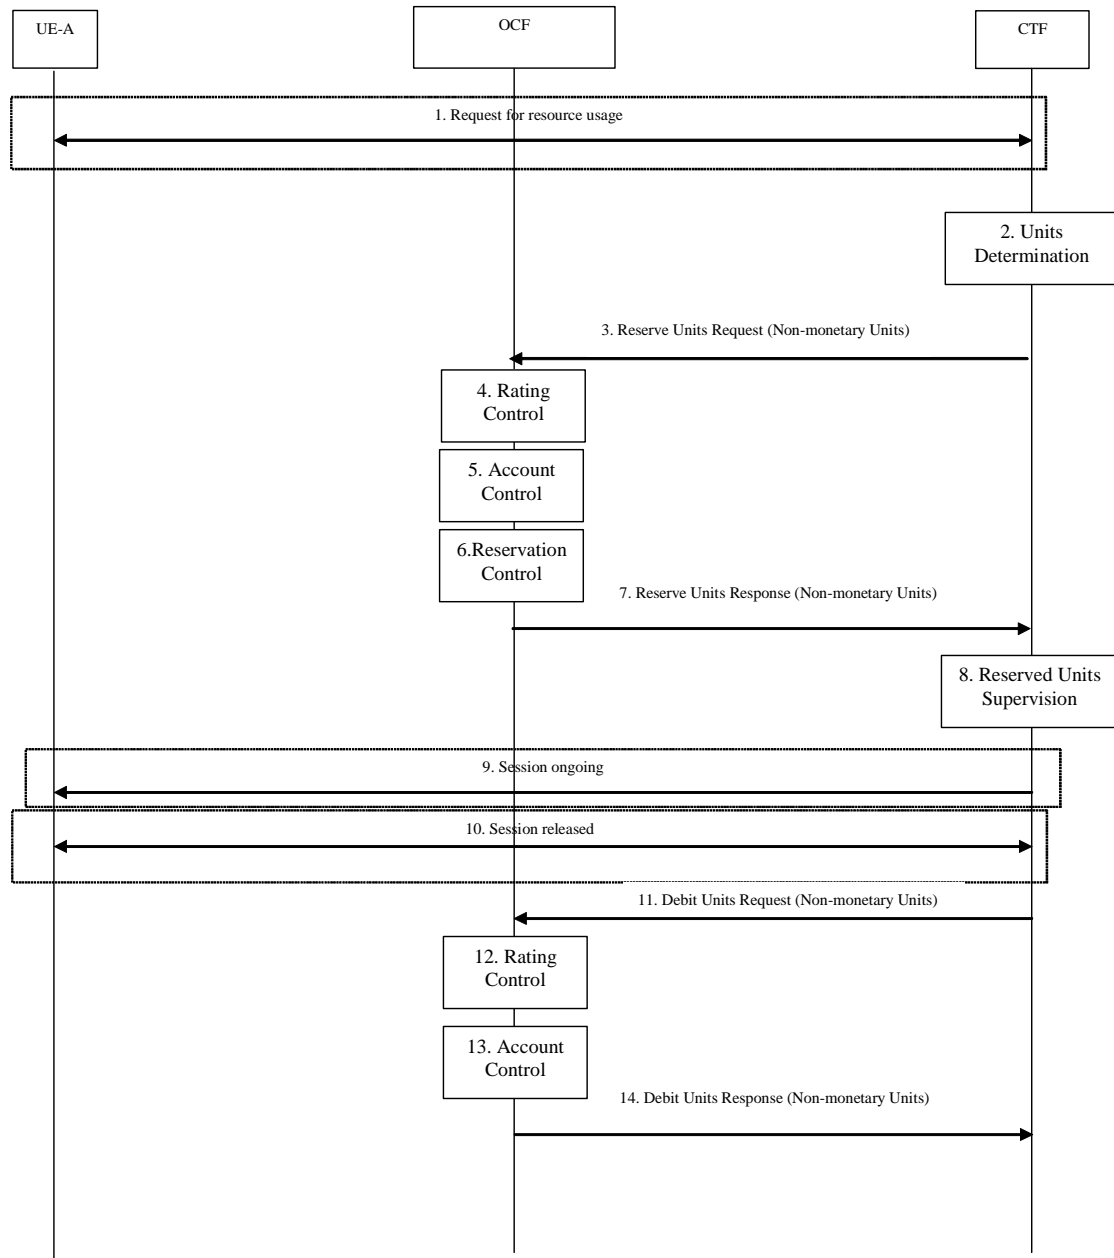 UE-A
OCF
CTF
1. Request for resource usage
2. Units
Determination
3. Reserve Units Request (Non-monetary Units)
4. Rating
Control
5. Account
Control
6.Reservation
Control
7. Reserve Units Response (Non-monetary Units)
8. Reserved Units
Supervision
9. Session ongoing
10. Session released
11. Debit Units Request (Non-monetary Units)
12. Rating
Control
13. Account
Control
14. Debit Units Response (Non-monetary Units)